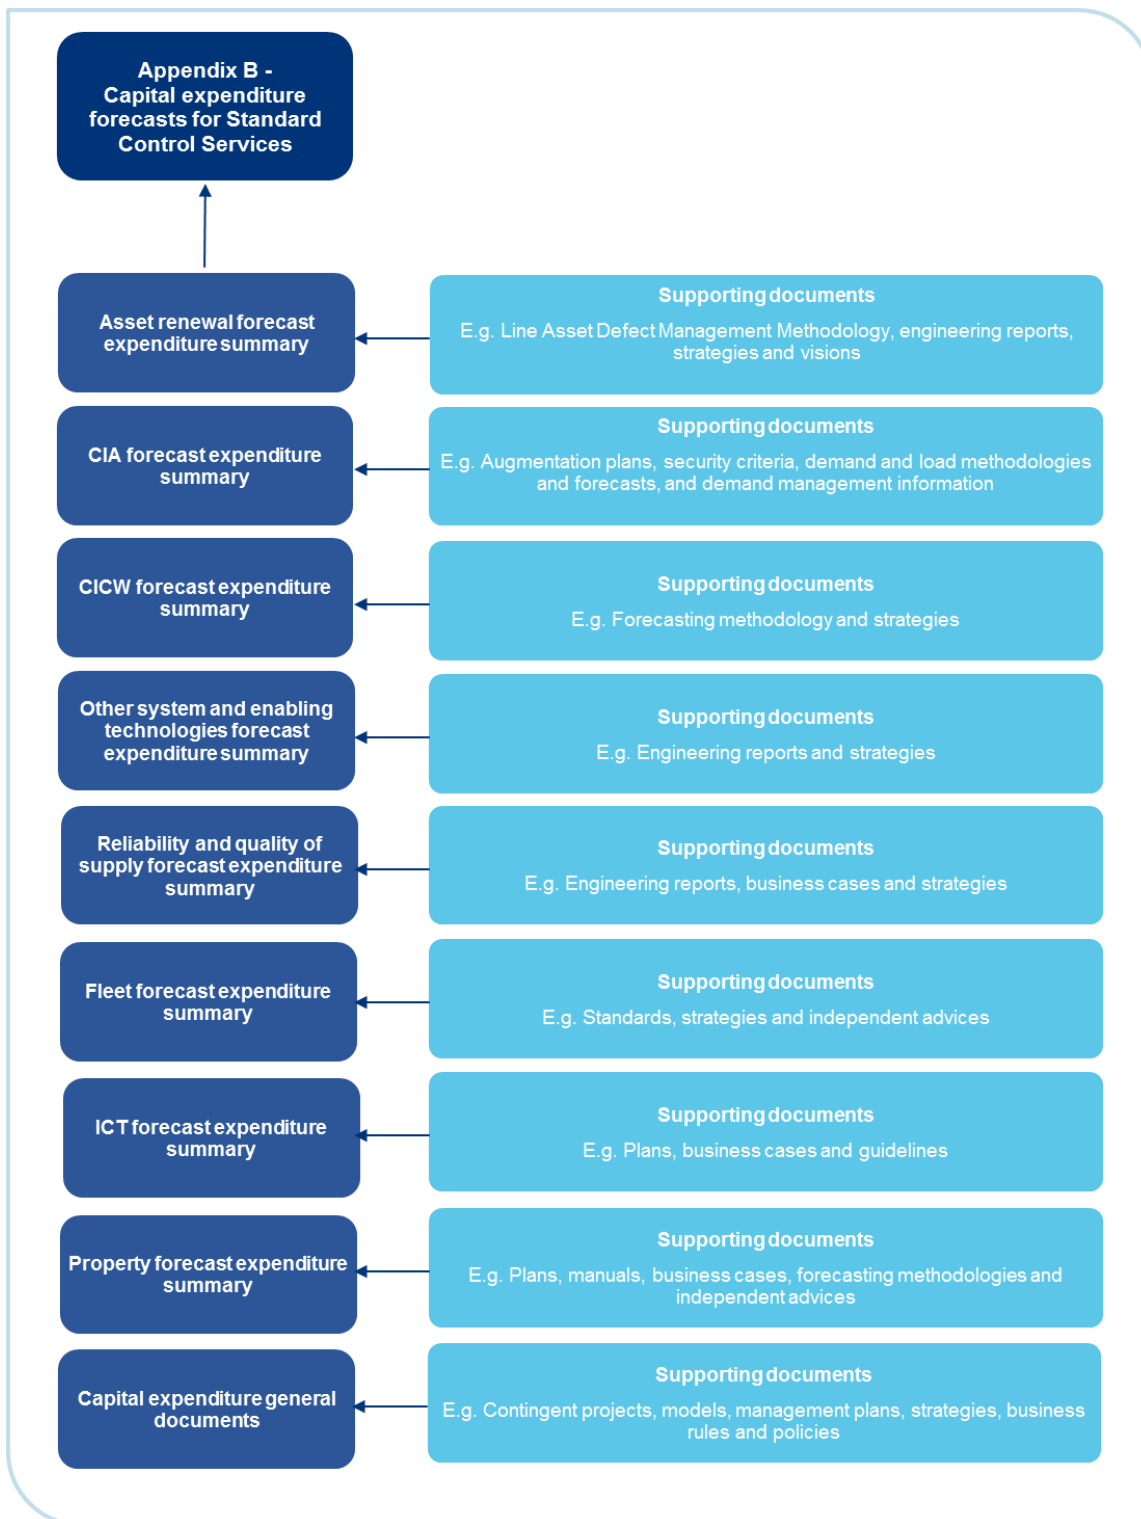 Appendix B -
Capital expenditure
forecasts for Standard
Control Services
Asset renewal forecast
expenditure summary
Supporting documents
E.g. Line Asset Defect Management Methodology, engineering reports,
strategies and visions
CIA forecast expenditure
summary
Supporting documents
E.g. Augmentation plans, security criteria, demand and load methodologies
and forecasts, and demand management information
CICW forecast expenditure
summary
Supporting documents
E.g. Forecasting methodology and strategies
Other system and enabling
technologies forecast
expenditure summary
Supporting documents
E.g. Engineering reports and strategies
Reliability and quality of
supply forecast expenditure
summary
Supporting documents
E.g. Engineering reports, business cases and strategies
Fleet forecast expenditure
summary
Supporting documents
E.g. Standards, strategies and independent advices
ICT forecast expenditure
summary
Supporting documents
E.g. Plans, business cases and guidelines
Property forecast expenditure
summary
Supporting documents
E.g. Plans, manuals, business cases, forecasting methodologies and
independent advices
Capital expenditure general
documents
Supporting documents
E.g. Contingent projects, models, management plans, strategies, business
rules and policies